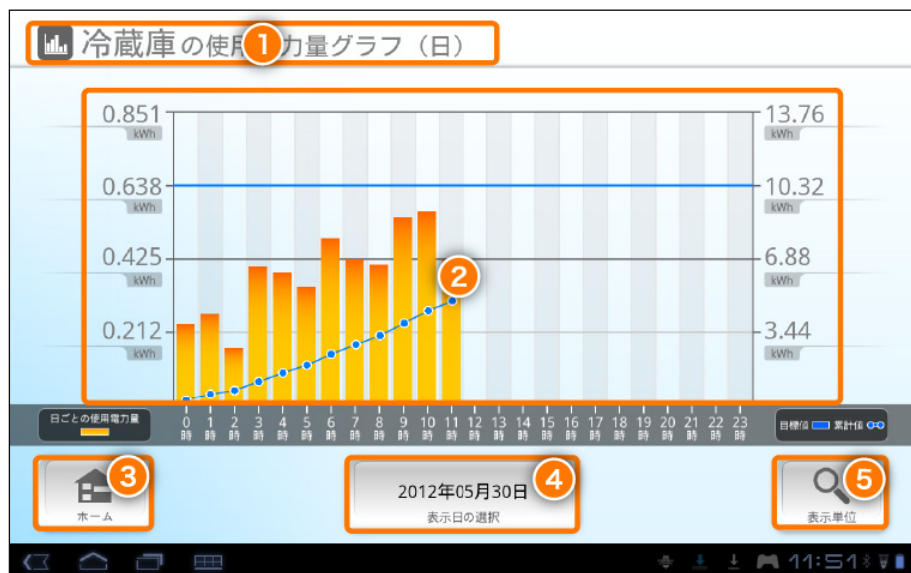 冷蔵庫の使用電力量グラフ（日）
1
0.851
kWh
0.638
kWh
0.425
kWh
0.212
kWh
13.76
kWh
10.32
kWh
6.88
kWh
3.44
kWh
2
日ごとの使用電力量
0時 1時 2時 3時 4時 5時 6時 7時 8時 9時 10時 11時 12時 13時 14時 15時 16時 17時 18時 19時 20時 21時 22時 23時
目標値 累計値
3
ホーム
4
2012年05月30日
表示日の選択
5
表示単位
11:51